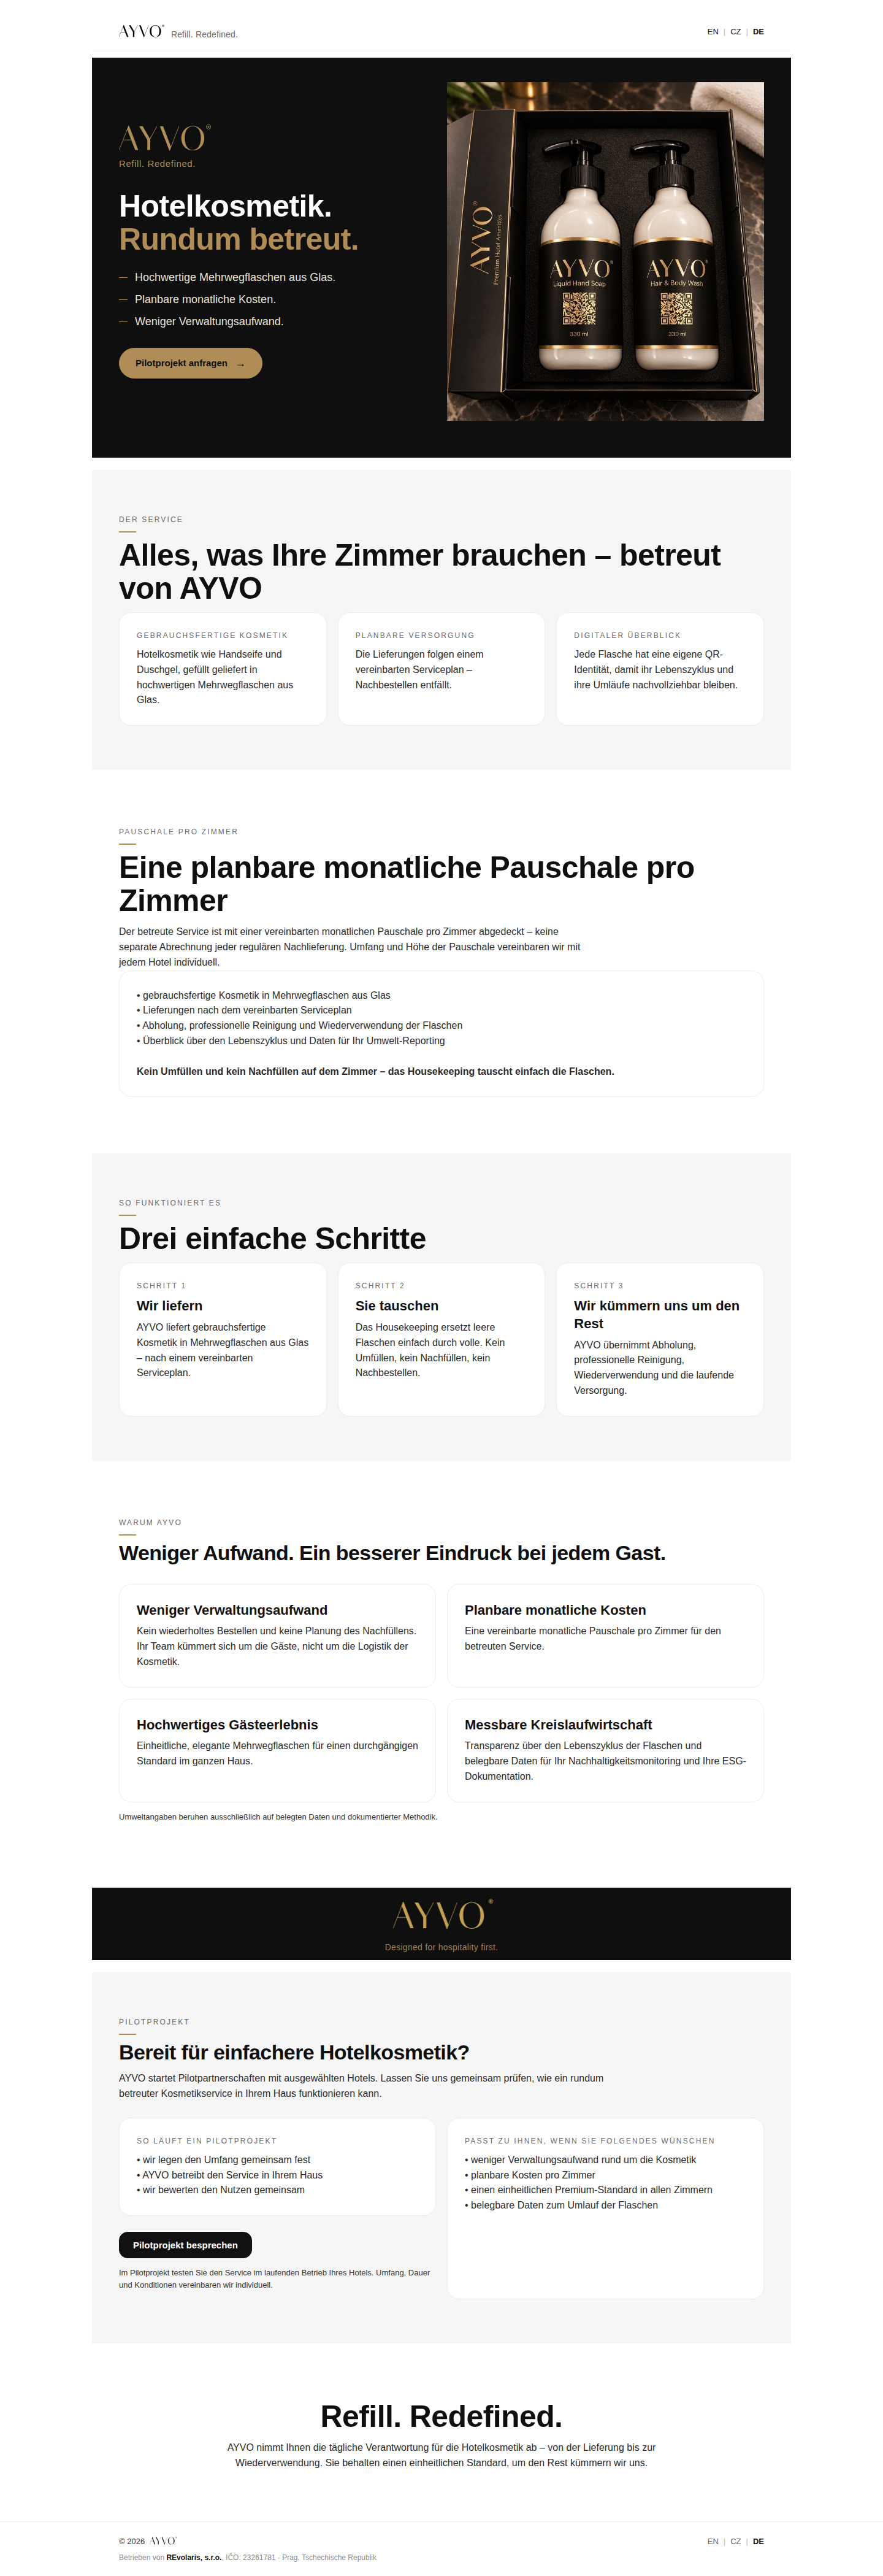 AYVO® Refill. Redefined.
EN | CZ | DE
AYVO®
Refill. Redefined.
Hotelkosmetik.
Rundum betreut.
— Hochwertige Mehrwegflaschen aus Glas.
— Planbare monatliche Kosten.
— Weniger Verwaltungsaufwand.
Pilotprojekt anfragen →
AYVO®
Premium Hotel Amenities
AYVO®
Liquid Hand Soap
330 ml
AYVO®
Hair & Body Wash
330 ml
DER SERVICE
Alles, was Ihre Zimmer brauchen – betreut
von AYVO
GEBRAUCHSFERTIGE KOSMETIK
Hotelkosmetik wie Handseife und
Duschgel, gefüllt geliefert in
hochwertigen Mehrwegflaschen aus
Glas.
PLANBARE VERSORGUNG
Die Lieferungen folgen einem
vereinbarten Serviceplan –
Nachbestellen entfällt.
DIGITALER ÜBERBLICK
Jede Flasche hat eine eigene QR-
Identität, damit ihr Lebenszyklus und
ihre Umläufe nachvollziehbar bleiben.
PAUSCHALE PRO ZIMMER
Eine planbare monatliche Pauschale pro
Zimmer
Der betreute Service ist mit einer vereinbarten monatlichen Pauschale pro Zimmer abgedeckt – keine
separate Abrechnung jeder regulären Nachlieferung. Umfang und Höhe der Pauschale vereinbaren wir mit
jedem Hotel individuell.
• gebrauchsfertige Kosmetik in Mehrwegflaschen aus Glas
• Lieferungen nach dem vereinbarten Serviceplan
• Abholung, professionelle Reinigung und Wiederverwendung der Flaschen
• Überblick über den Lebenszyklus und Daten für Ihr Umwelt-Reporting
Kein Umfüllen und kein Nachfüllen auf dem Zimmer – das Housekeeping tauscht einfach die Flaschen.
SO FUNKTIONIERT ES
Drei einfache Schritte
SCHRITT 1
Wir liefern
AYVO liefert gebrauchsfertige
Kosmetik in Mehrwegflaschen aus Glas
– nach einem vereinbarten
Serviceplan.
SCHRITT 2
Sie tauschen
Das Housekeeping ersetzt leere
Flaschen einfach durch volle. Kein
Umfüllen, kein Nachfüllen, kein
Nachbestellen.
SCHRITT 3
Wir kümmern uns um den
Rest
AYVO übernimmt Abholung,
professionelle Reinigung,
Wiederverwendung und die laufende
Versorgung.
WARUM AYVO
Weniger Aufwand. Ein besserer Eindruck bei jedem Gast.
Weniger Verwaltungsaufwand
Kein wiederholtes Bestellen und keine Planung des Nachfüllens.
Ihr Team kümmert sich um die Gäste, nicht um die Logistik der
Kosmetik.
Planbare monatliche Kosten
Eine vereinbarte monatliche Pauschale pro Zimmer für den
betreuten Service.
Hochwertiges Gästeerlebnis
Einheitliche, elegante Mehrwegflaschen für einen durchgängigen
Standard im ganzen Haus.
Messbare Kreislaufwirtschaft
Transparenz über den Lebenszyklus der Flaschen und
belegbare Daten für Ihr Nachhaltigkeitsmonitoring und Ihre ESG-
Dokumentation.
Umweltangaben beruhen ausschließlich auf belegten Daten und dokumentierter Methodik.
AYVO®
Designed for hospitality first.
PILOTPROJEKT
Bereit für einfachere Hotelkosmetik?
AYVO startet Pilotpartnerschaften mit ausgewählten Hotels. Lassen Sie uns gemeinsam prüfen, wie ein rundum
betreuter Kosmetikservice in Ihrem Haus funktionieren kann.
SO LÄUFT EIN PILOTPROJEKT
• wir legen den Umfang gemeinsam fest
• AYVO betreibt den Service in Ihrem Haus
• wir bewerten den Nutzen gemeinsam
Pilotprojekt besprechen
Im Pilotprojekt testen Sie den Service im laufenden Betrieb Ihres Hotels. Umfang, Dauer
und Konditionen vereinbaren wir individuell.
PASST ZU IHNEN, WENN SIE FOLGENDES WÜNSCHEN
• weniger Verwaltungsaufwand rund um die Kosmetik
• planbare Kosten pro Zimmer
• einen einheitlichen Premium-Standard in allen Zimmern
• belegbare Daten zum Umlauf der Flaschen
Refill. Redefined.
AYVO nimmt Ihnen die tägliche Verantwortung für die Hotelkosmetik ab – von der Lieferung bis zur
Wiederverwendung. Sie behalten einen einheitlichen Standard, um den Rest kümmern wir uns.
© 2026 AYVO®
EN | CZ | DE
Betrieben von REvolaris, s.r.o., IČO: 23261781 · Prag, Tschechische Republik